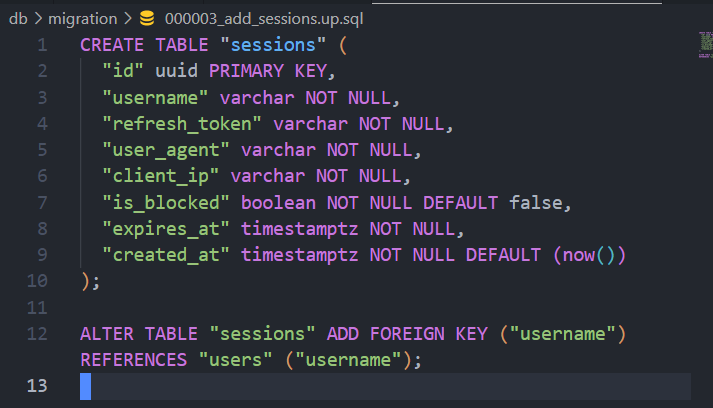 db > migration > 000003_add_sessions.up.sql
1 CREATE TABLE "sessions" (
2 "id" uuid PRIMARY KEY,
3 "username" varchar NOT NULL,
4 "refresh_token" varchar NOT NULL,
5 "user_agent" varchar NOT NULL,
6 "client_ip" varchar NOT NULL,
7 "is_blocked" boolean NOT NULL DEFAULT false,
8 "expires_at" timestamptz NOT NULL,
9 "created_at" timestamptz NOT NULL DEFAULT (now())
10 );
11
12 ALTER TABLE "sessions" ADD FOREIGN KEY ("username")
REFERENCES "users" ("username");
13